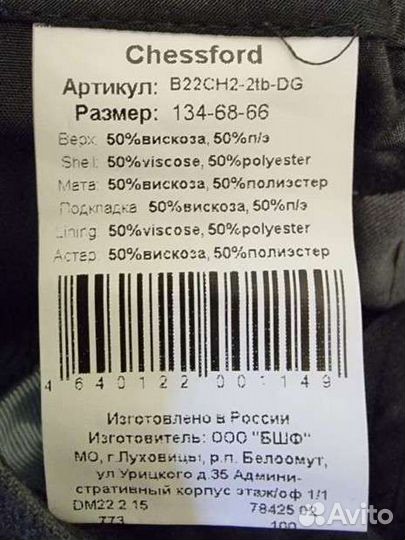 Chessford
Артикул: B22CH2-2tb-DG
Размер: 134-68-66
Верх: 50%вискоза, 50%п/э
Shell: 50%viscose, 50%polyester
Мата: 50%вискоза, 50%полиэстер
Подкладка: 50%вискоза, 50%п/э
Lining: 50%viscose, 50%polyester
Астар: 50%вискоза, 50%полиэстер
4 640122 001149
Изготовлено в России
Изготовитель: ООО "БШФ"
МО, г.Луховицы, р.п. Белоомут,
ул Урицкого д.35 Админи-
стративный корпус этаж/оф 1/1
DM22 2 15 78425 02
773 100
Avito